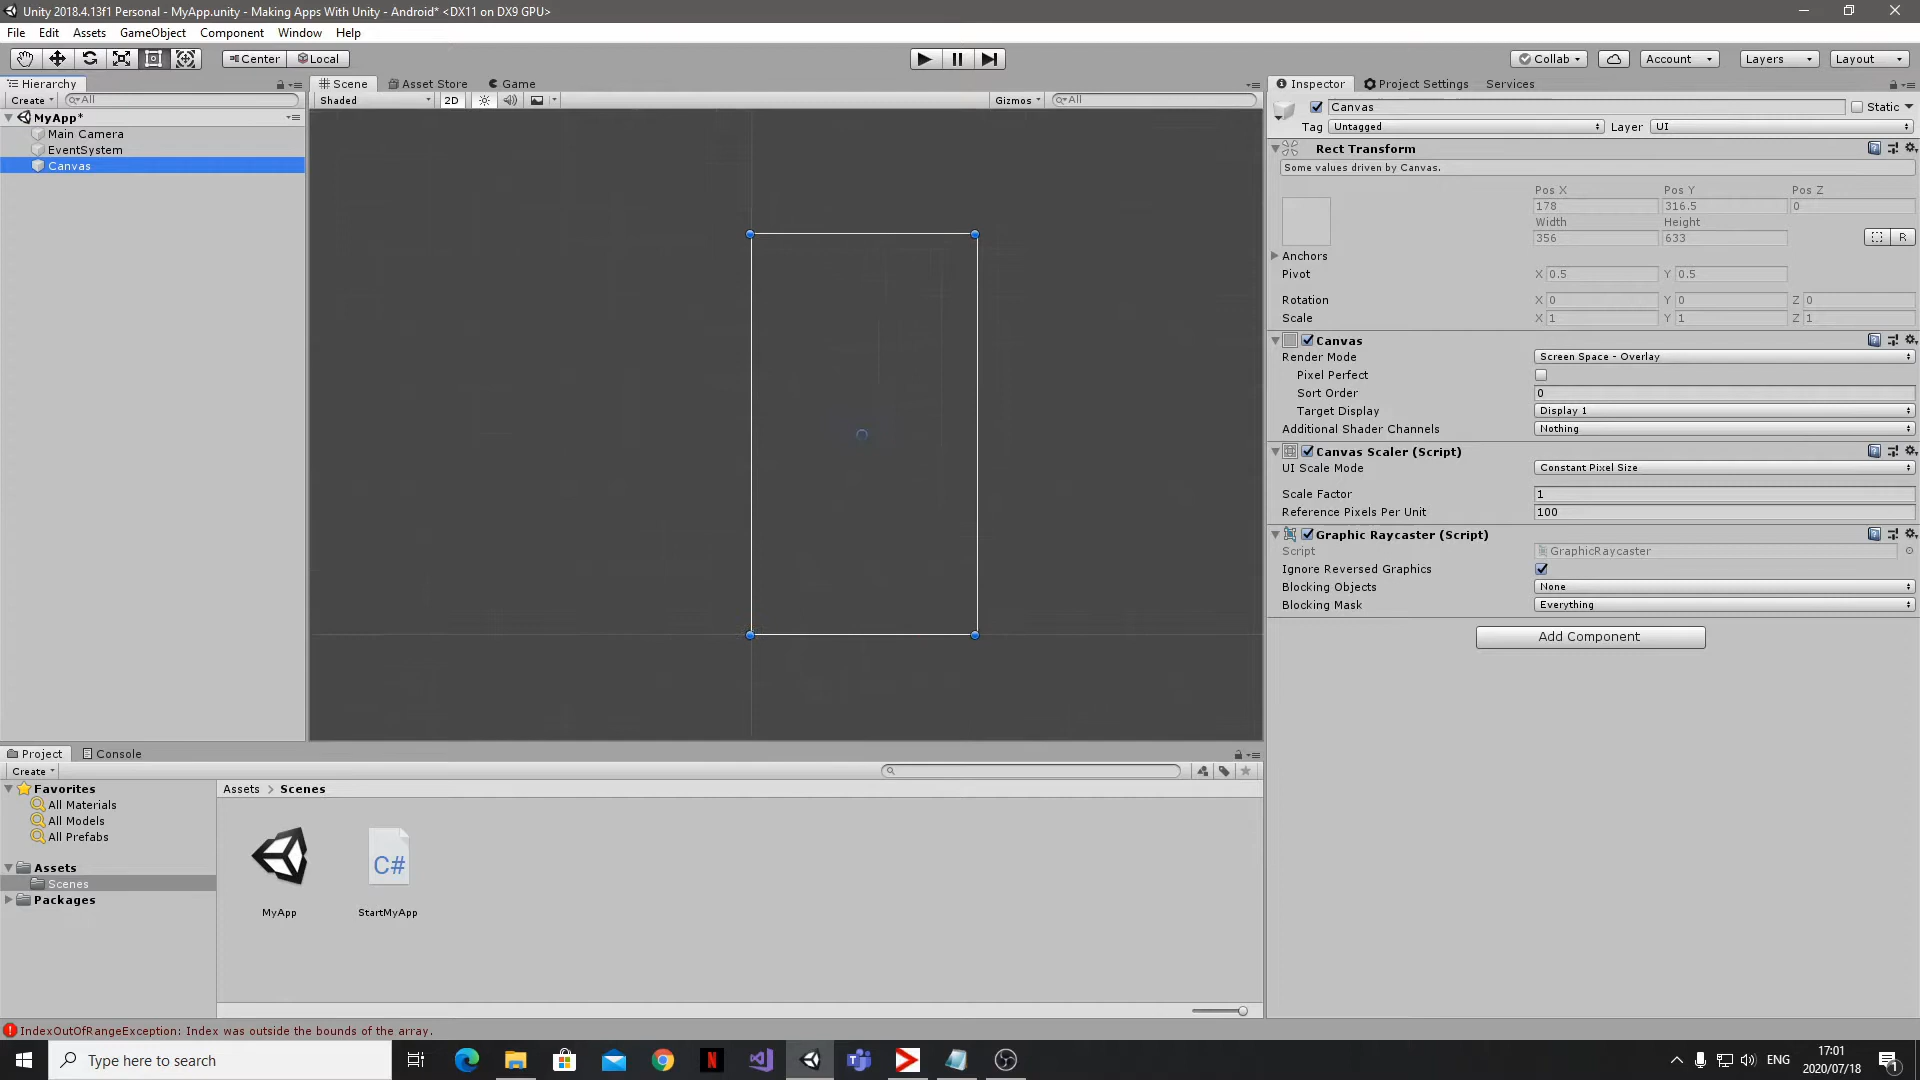 Unity 2018.4.13f1 Personal - MyApp.unity - Making Apps With Unity - Android* <DX11 on DX9 GPU>
File Edit Assets GameObject Component Window Help
Center Local Collab Account Layers Layout
Hierarchy
Create All
MyApp*
Main Camera
EventSystem
Canvas
Scene Asset Store Game
Shaded 2D Gizmos All
Inspector Project Settings Services
Canvas Static
Tag Untagged Layer UI
Rect Transform
Some values driven by Canvas.
Pos X Pos Y Pos Z
178 316.5 0
Width Height
356 633 R
Anchors
Pivot X 0.5 Y 0.5
Rotation X 0 Y 0 Z 0
Scale X 1 Y 1 Z 1
Canvas
Render Mode Screen Space - Overlay
Pixel Perfect
Sort Order 0
Target Display Display 1
Additional Shader Channels Nothing
Canvas Scaler (Script)
UI Scale Mode Constant Pixel Size
Scale Factor 1
Reference Pixels Per Unit 100
Graphic Raycaster (Script)
Script GraphicRaycaster
Ignore Reversed Graphics
Blocking Objects None
Blocking Mask Everything
Add Component
Project Console
Create
Favorites
All Materials
All Models
All Prefabs
Assets
Scenes
Packages
Assets > Scenes
C#
MyApp StartMyApp
IndexOutOfRangeException: Index was outside the bounds of the array.
Type here to search
N
ENG
17:01
2020/07/18
1